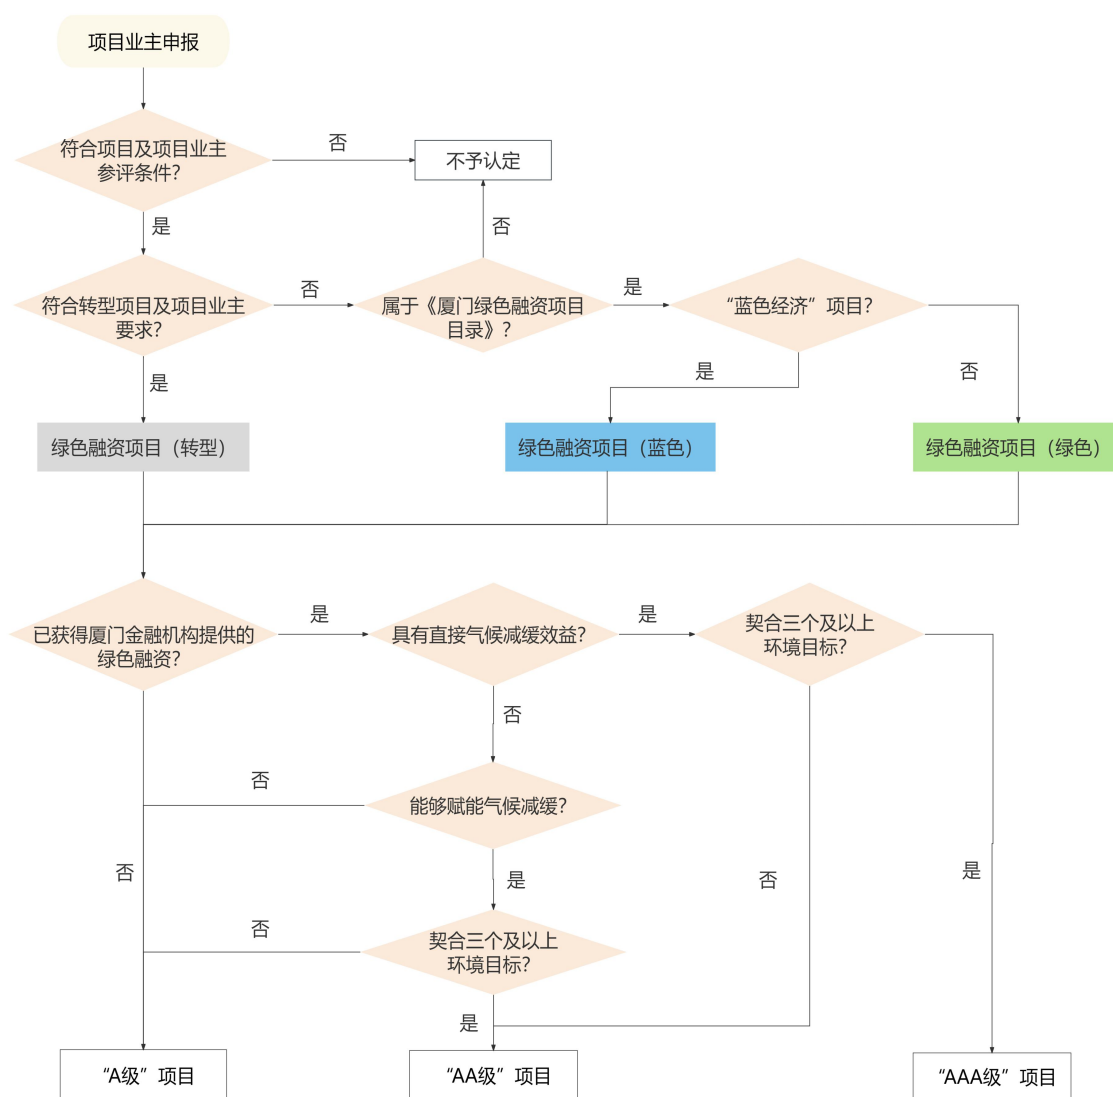 项目业主申报
符合项目及项目业主
参评条件?
否
不予认定
是
否
符合转型项目及项目业主
要求?
否
属于《厦门绿色融资项目
目录》?
是
“蓝色经济”项目?
是
是
否
绿色融资项目（转型）
绿色融资项目（蓝色）
绿色融资项目（绿色）
已获得厦门金融机构提供的
绿色融资?
是
具有直接气候减缓效益?
是
契合三个及以上
环境目标?
否
否
能够赋能气候减缓?
否
是
否
是
否
契合三个及以上
环境目标?
是
“A级”项目
“AA级”项目
“AAA级”项目